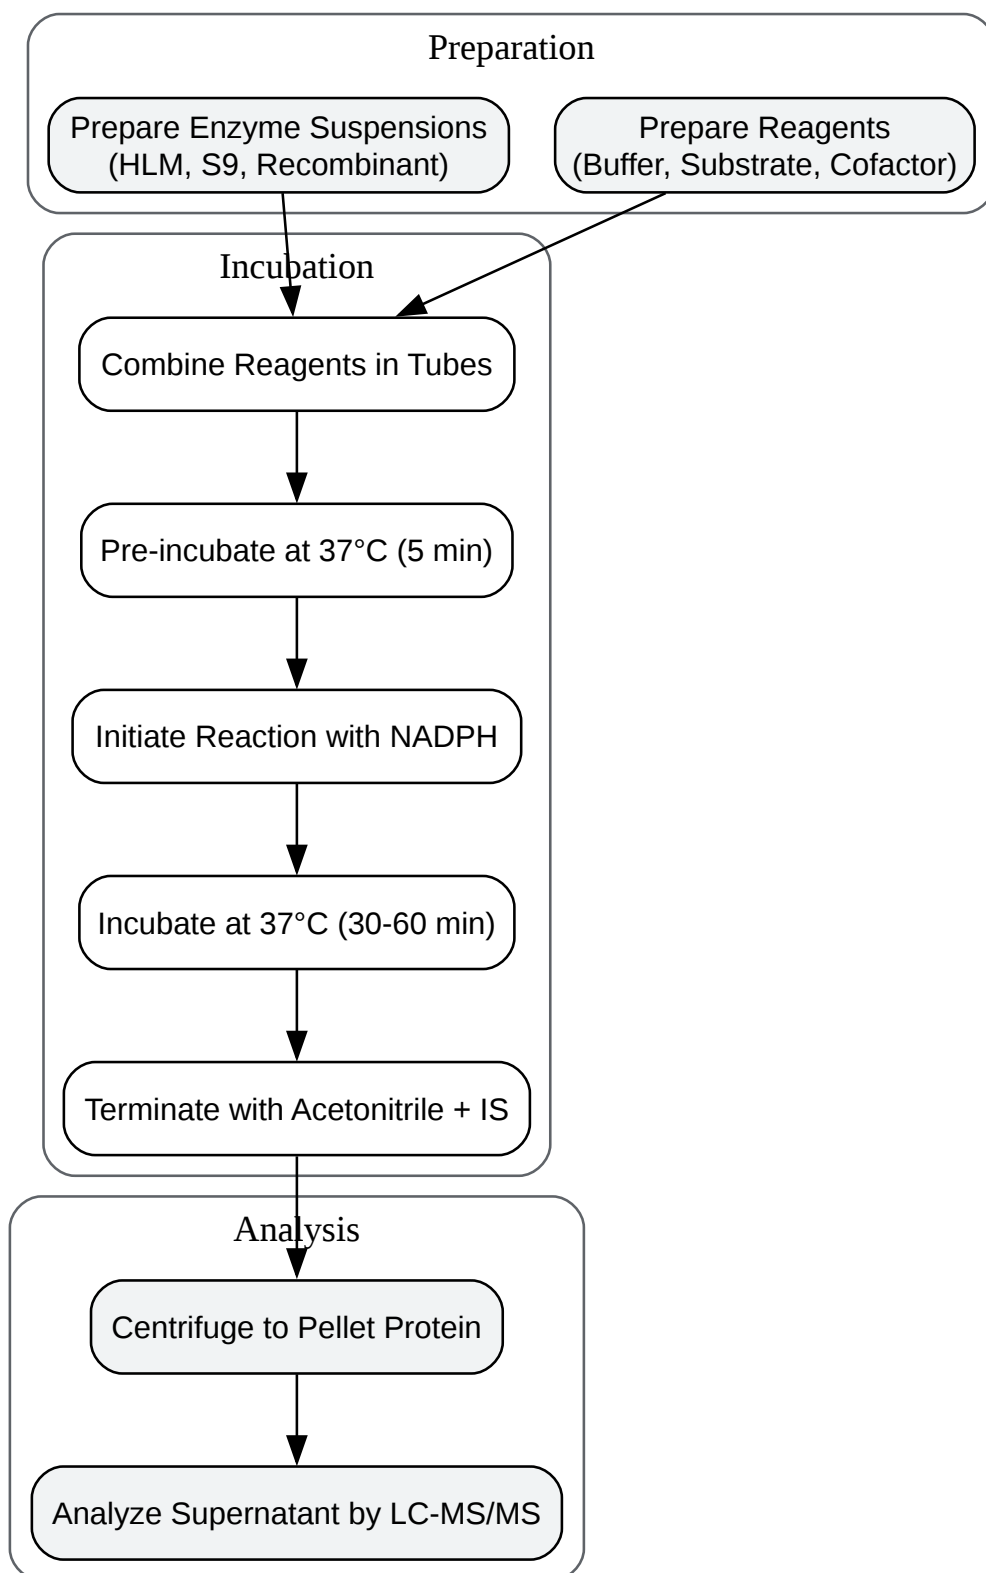 Preparation
Prepare Enzyme Suspensions
(HLM, S9, Recombinant)
Prepare Reagents
(Buffer, Substrate, Cofactor)
Incubation
Combine Reagents in Tubes
Pre-incubate at 37°C (5 min)
Initiate Reaction with NADPH
Incubate at 37°C (30-60 min)
Terminate with Acetonitrile + IS
Analysis
Centrifuge to Pellet Protein
Analyze Supernatant by LC-MS/MS